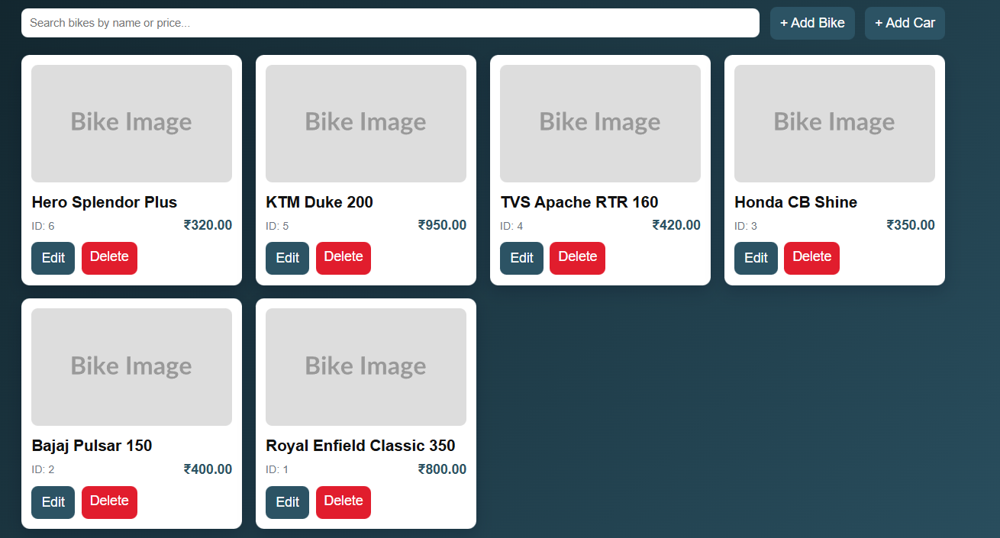 Search bikes by name or price...
+ Add Bike
+ Add Car
Bike Image
Hero Splendor Plus
ID: 6 ₹320.00
Edit Delete
Bike Image
KTM Duke 200
ID: 5 ₹950.00
Edit Delete
Bike Image
TVS Apache RTR 160
ID: 4 ₹420.00
Edit Delete
Bike Image
Honda CB Shine
ID: 3 ₹350.00
Edit Delete
Bike Image
Bajaj Pulsar 150
ID: 2 ₹400.00
Edit Delete
Bike Image
Royal Enfield Classic 350
ID: 1 ₹800.00
Edit Delete